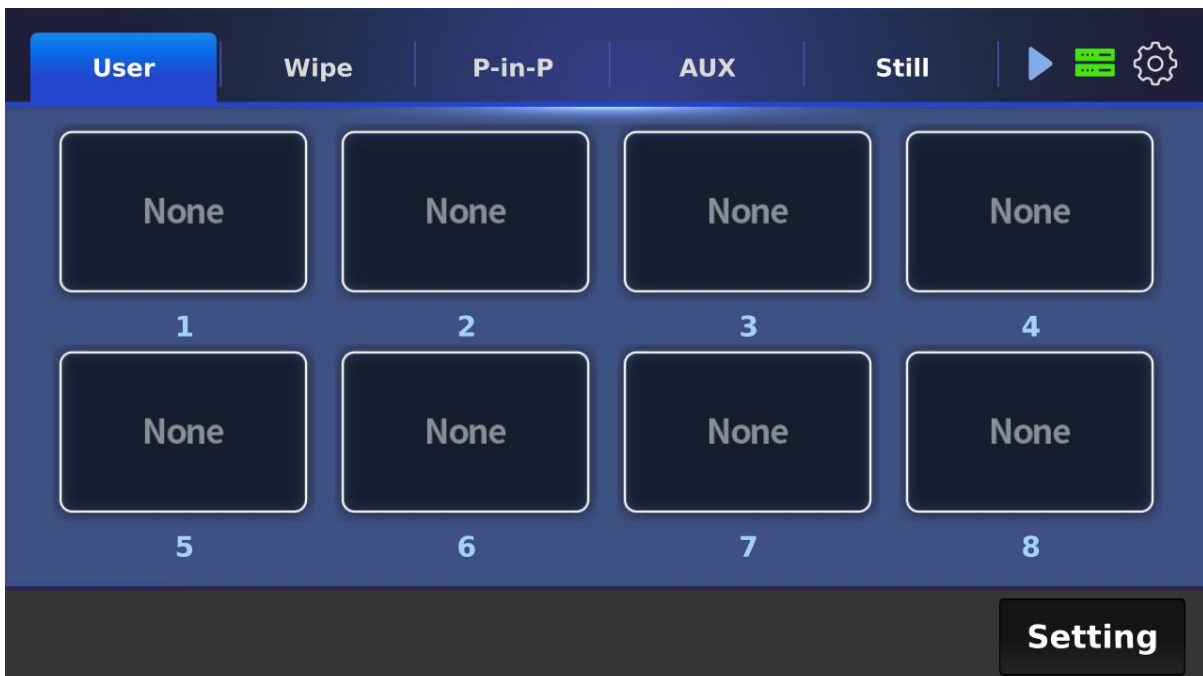 User Wipe P-in-P AUX Still
None None None None
1 2 3 4
None None None None
5 6 7 8
Setting